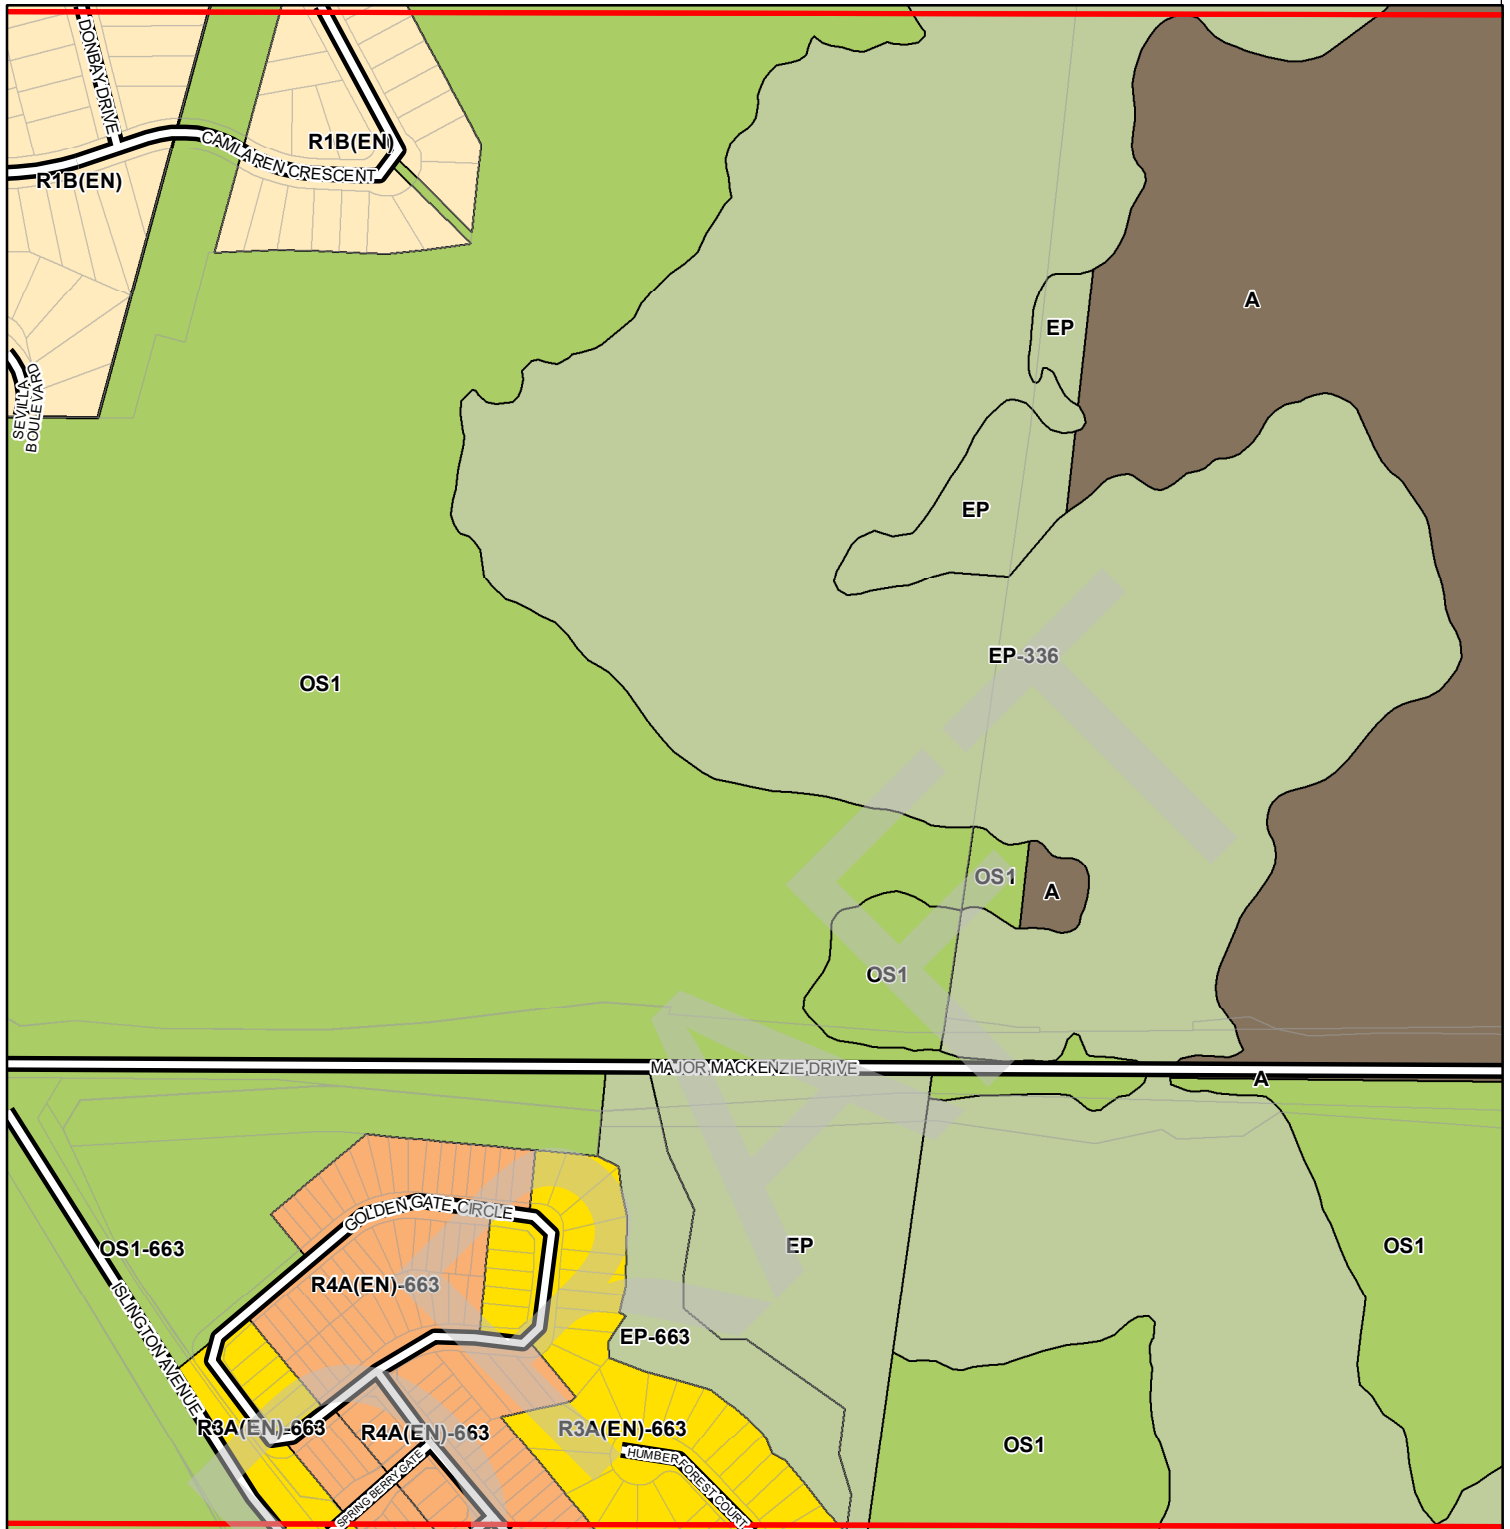 DONBAY DRIVE
R1B(EN)
CAMLAREN CRESCENT
R1B(EN)
A
EP
SEVILLA
BOULEVARD
EP
EP-336
OS1
OS1
A
OS1
MAJOR MACKENZIE DRIVE
A
GOLDEN GATE CIRCLE
OS1-663
EP
OS1
R4A(EN)-663
ISLINGTON AVENUE
EP-663
R3A(EN)-663
R4A(EN)-663
R3A(EN)-663
OS1
HUMBER FOREST COURT
SPRING BERRY GATE
DRAFT